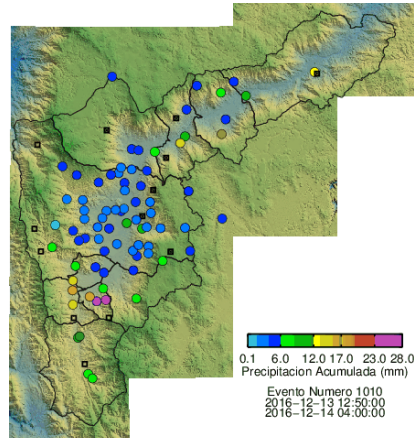 0.1 6.0 12.0 17.0 23.0 28.0
Precipitacion Acumulada (mm)
Evento Numero 1010
2016-12-13 12:50:00
2016-12-14 04:00:00